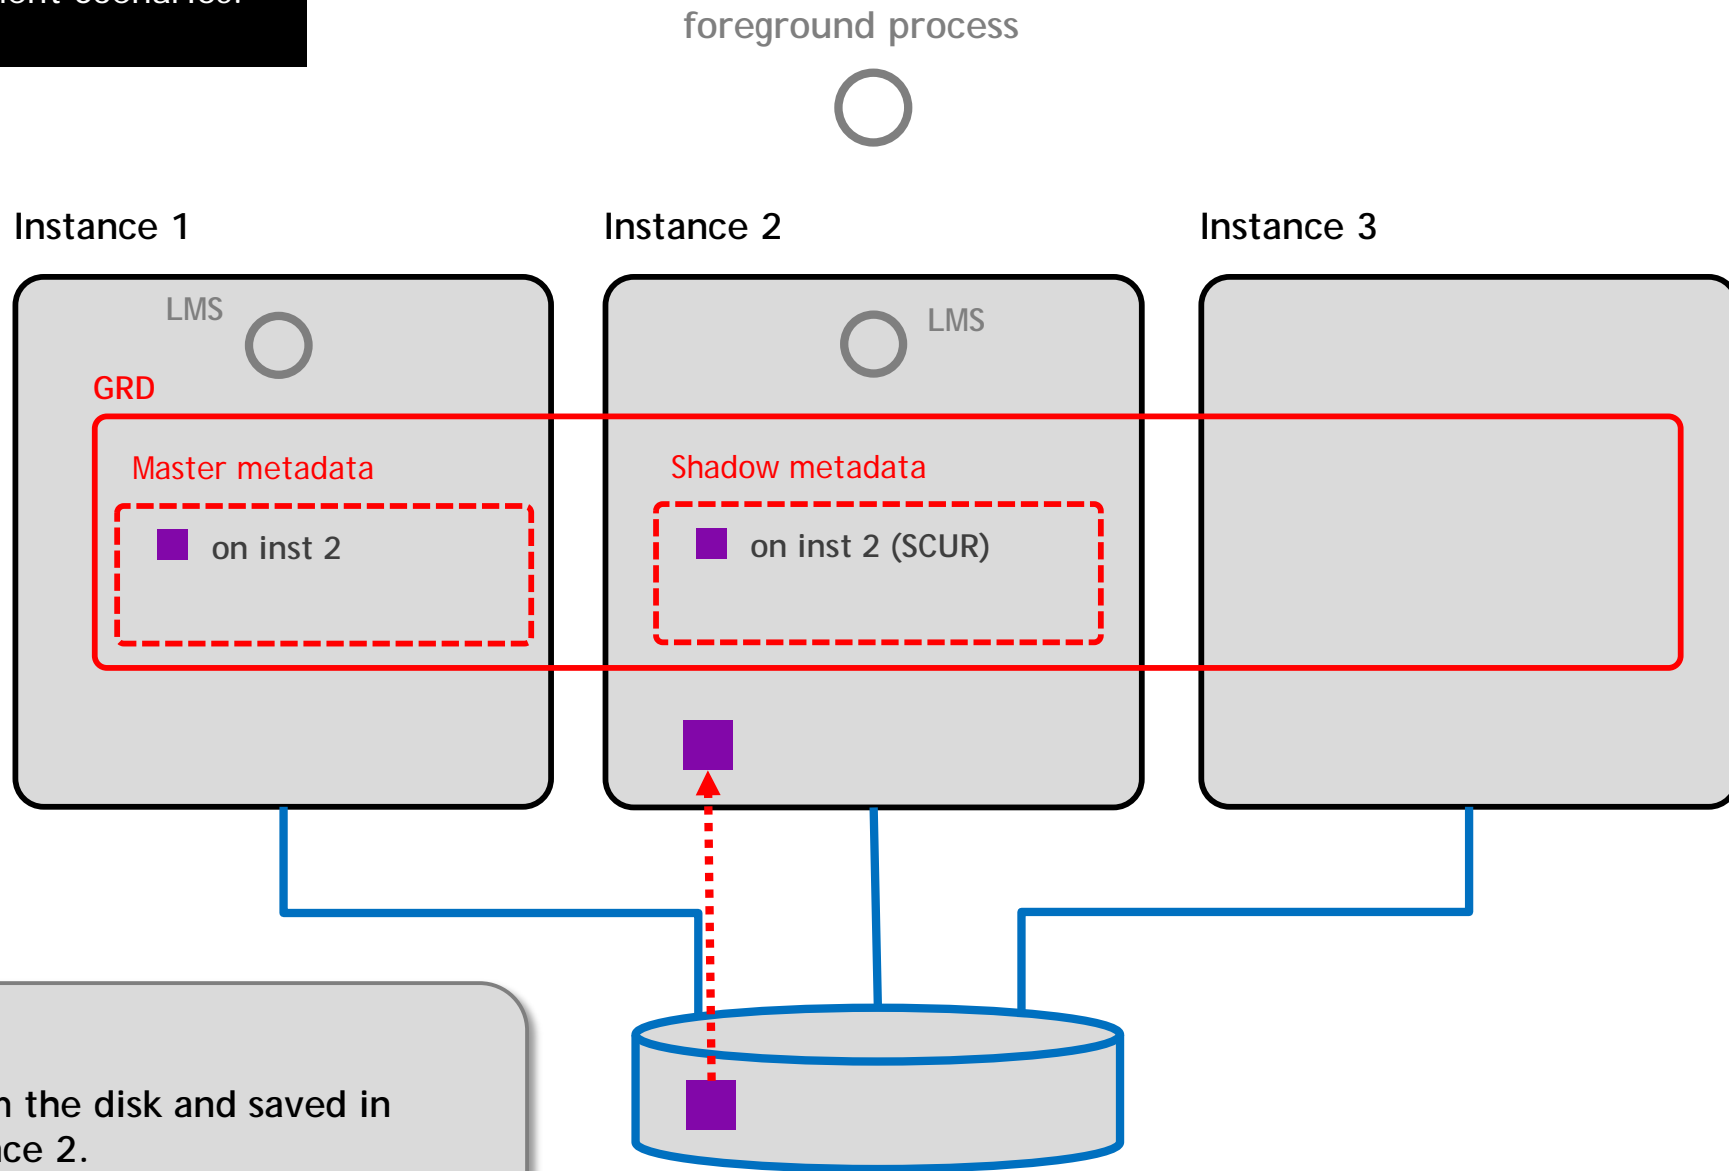 foreground process
Instance 1
Instance 2
Instance 3
LMS
LMS
GRD
Master metadata
Shadow metadata
on inst 2
on inst 2 (SCUR)
the disk and saved in
2.